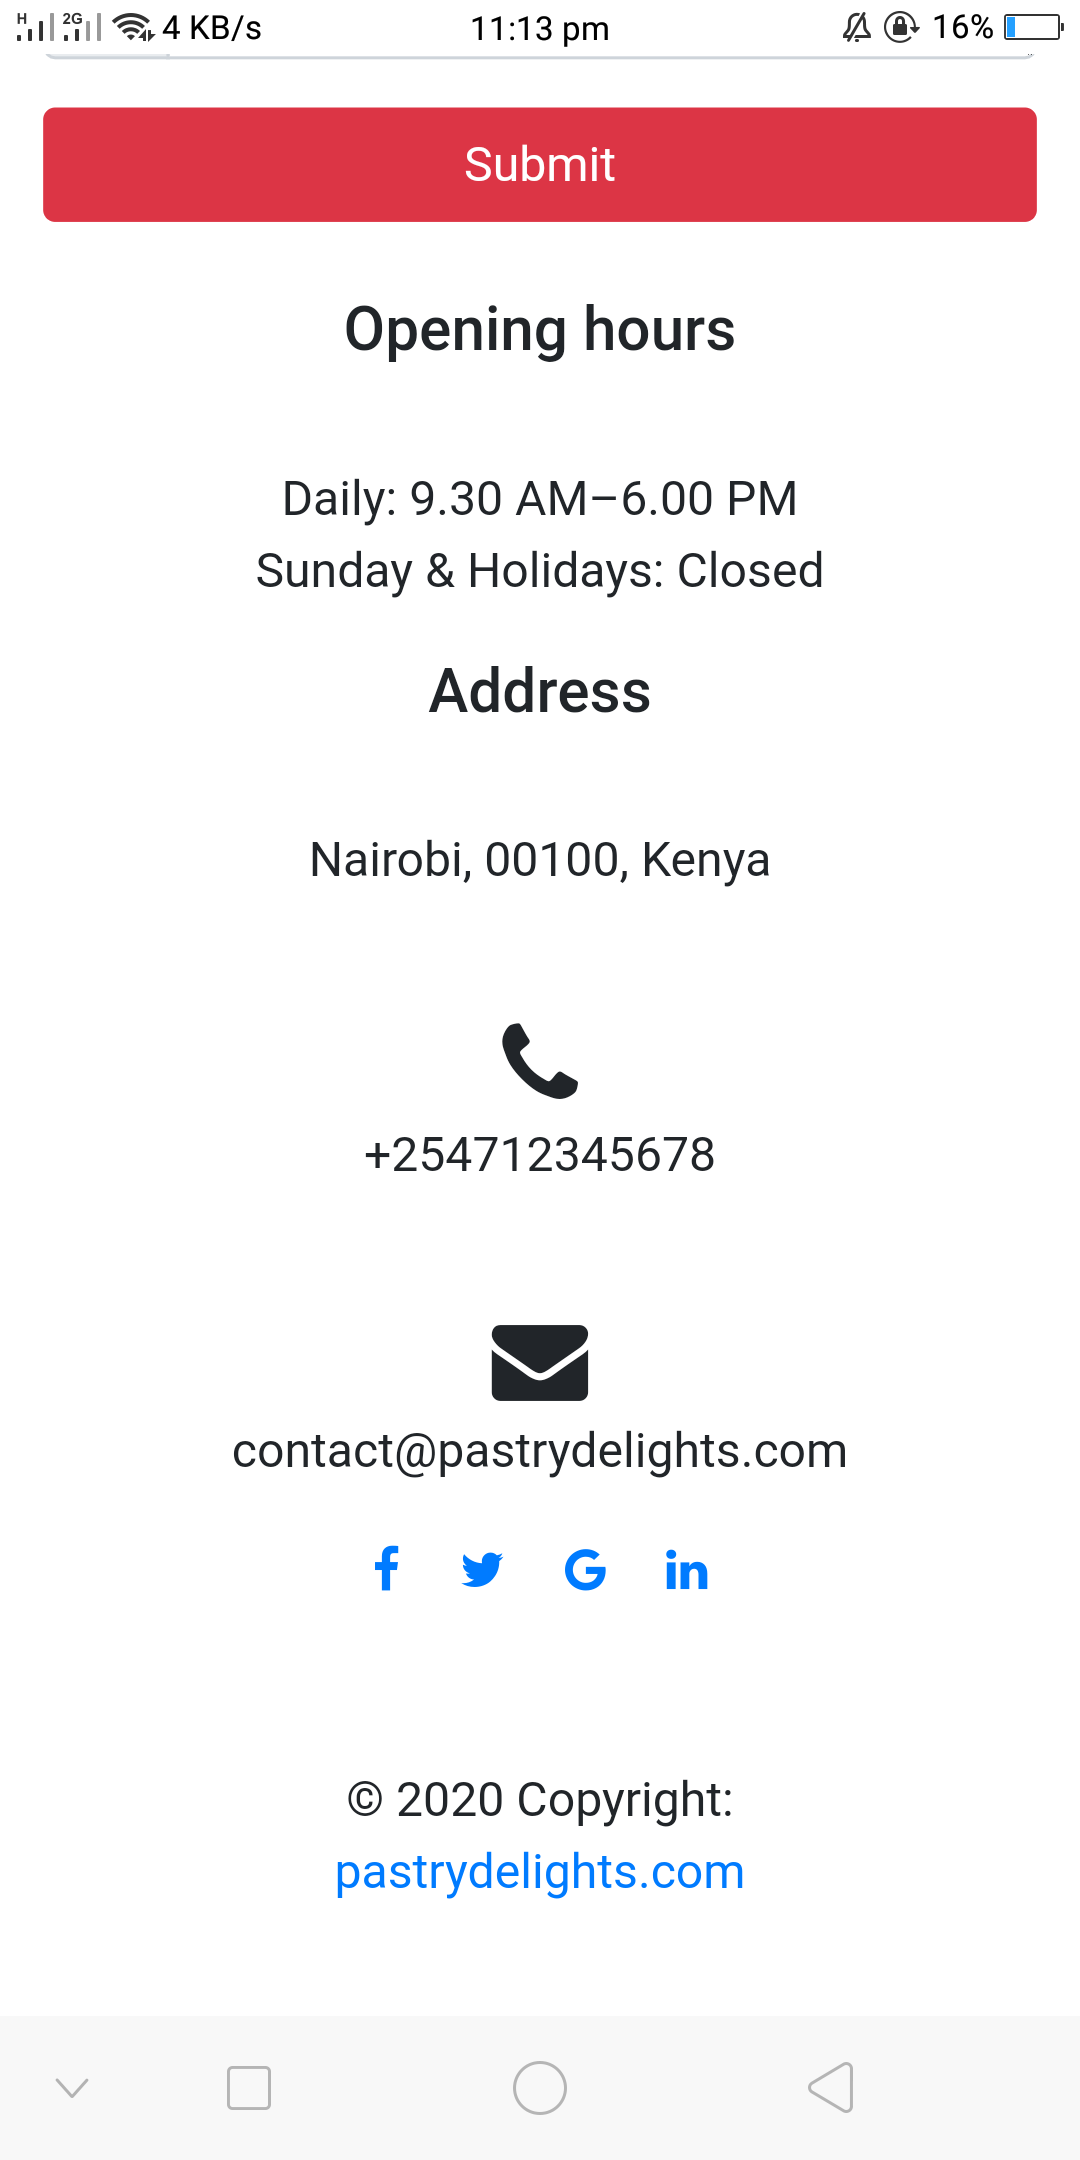 H 2G 4 KB/s 11:13 pm 16%
Submit
Opening hours
Daily: 9.30 AM–6.00 PM
Sunday & Holidays: Closed
Address
Nairobi, 00100, Kenya
+254712345678
contact@pastrydelights.com
© 2020 Copyright:
pastrydelights.com